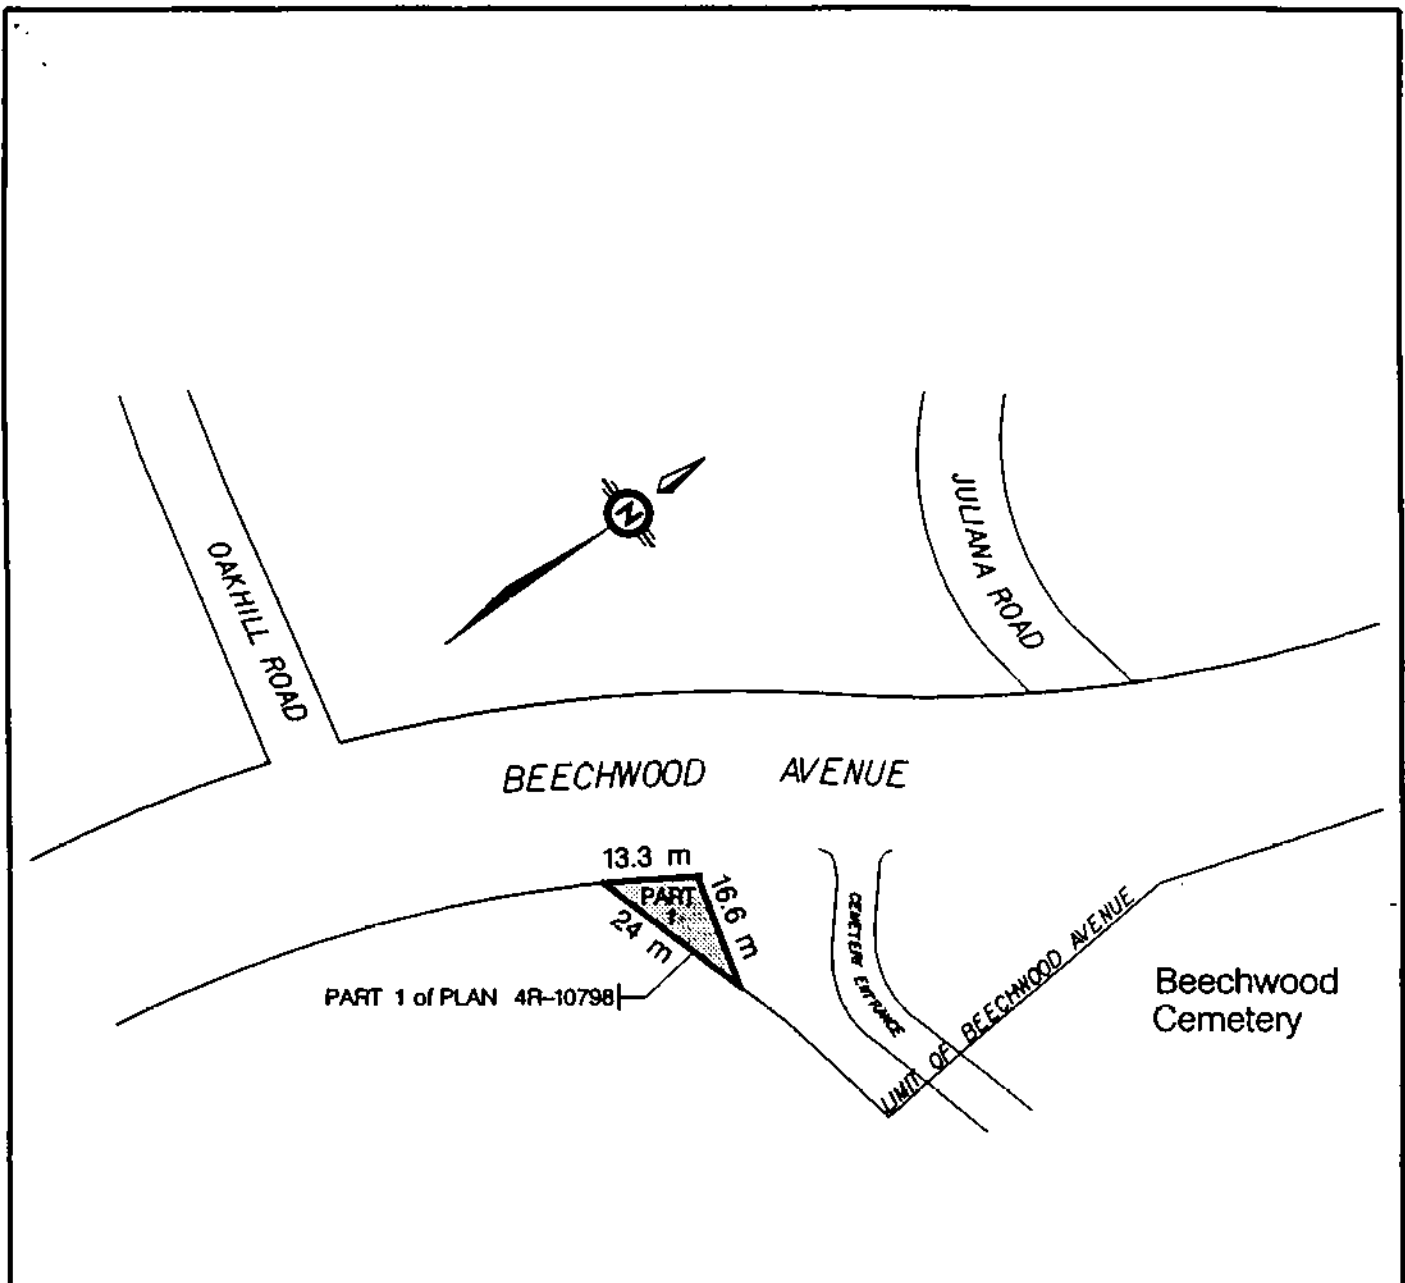 N
OAKHILL ROAD
JULIANA ROAD
BEECHWOOD AVENUE
13.3 m
PART
1
16.6 m
24 m
PART 1 of PLAN 4R-10798
CEMETERY ENTRANCE
LIMIT OF BEECHWOOD AVENUE
Beechwood
Cemetery